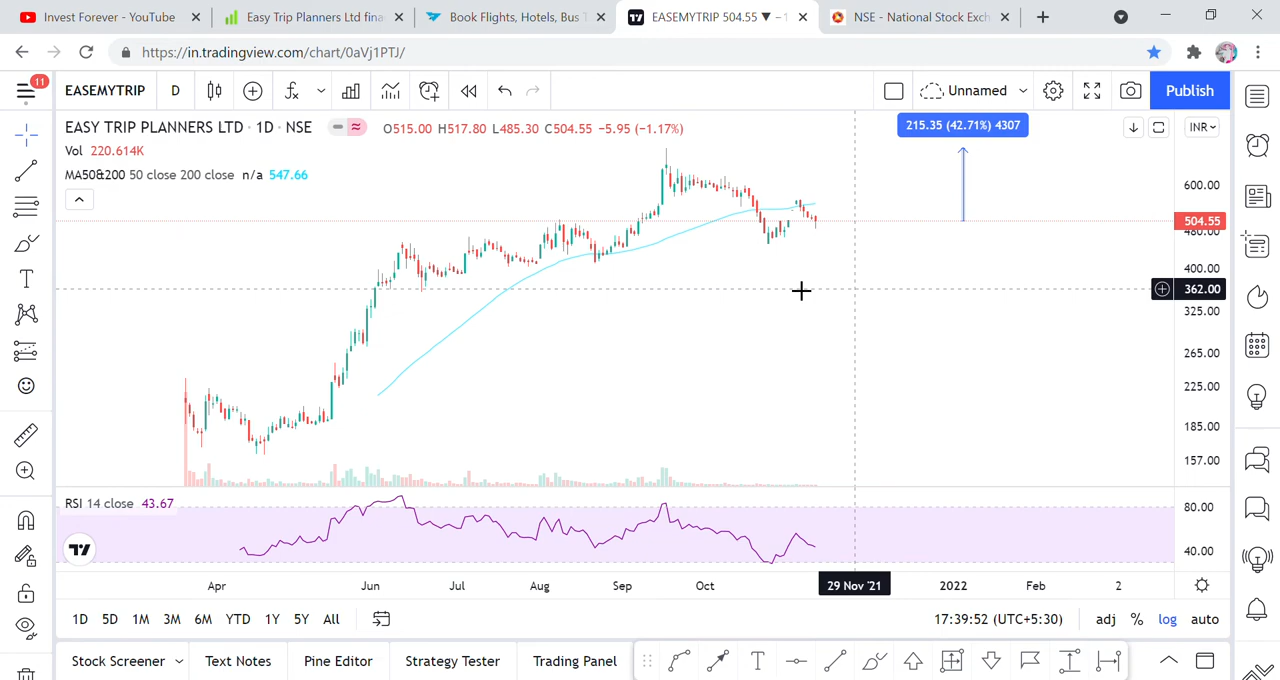 Invest Forever - YouTube
Easy Trip Planners Ltd fina
Book Flights, Hotels, Bus T
EASEMYTRIP 504.55 ▼ −1
NSE - National Stock Exch
https://in.tradingview.com/chart/0aVj1PTJ/
11
EASEMYTRIP
D
Unnamed
Publish
EASY TRIP PLANNERS LTD · 1D · NSE
O515.00 H517.80 L485.30 C504.55 −5.95 (−1.17%)
215.35 (42.71%) 4307
INR
Vol 220.614K
MA50&200 50 close 200 close n/a 547.66
600.00
504.55
480.00
400.00
362.00
325.00
265.00
225.00
185.00
157.00
RSI 14 close 43.67
80.00
40.00
Apr
Jun
Jul
Aug
Sep
Oct
29 Nov '21
2022
Feb
2
1D
5D
1M
3M
6M
YTD
1Y
5Y
All
17:39:52 (UTC+5:30)
adj
%
log
auto
Stock Screener
Text Notes
Pine Editor
Strategy Tester
Trading Panel